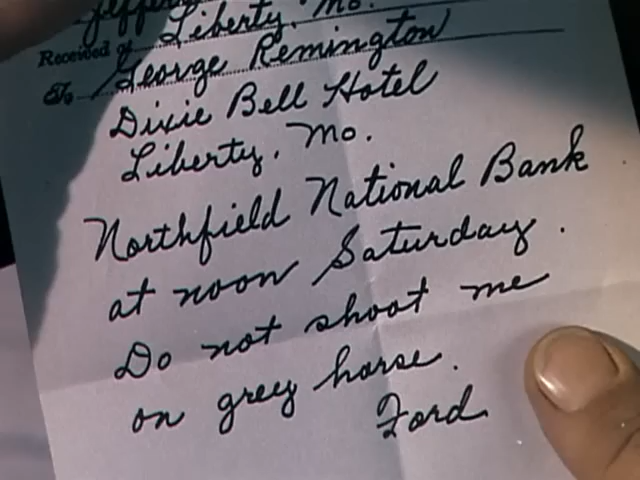 Liberty, Mo.
Received of
To George Remington
Dixie Bell Hotel
Liberty, Mo.
Northfield National Bank
at noon Saturday.
Do not shoot me
on grey horse.
Ford